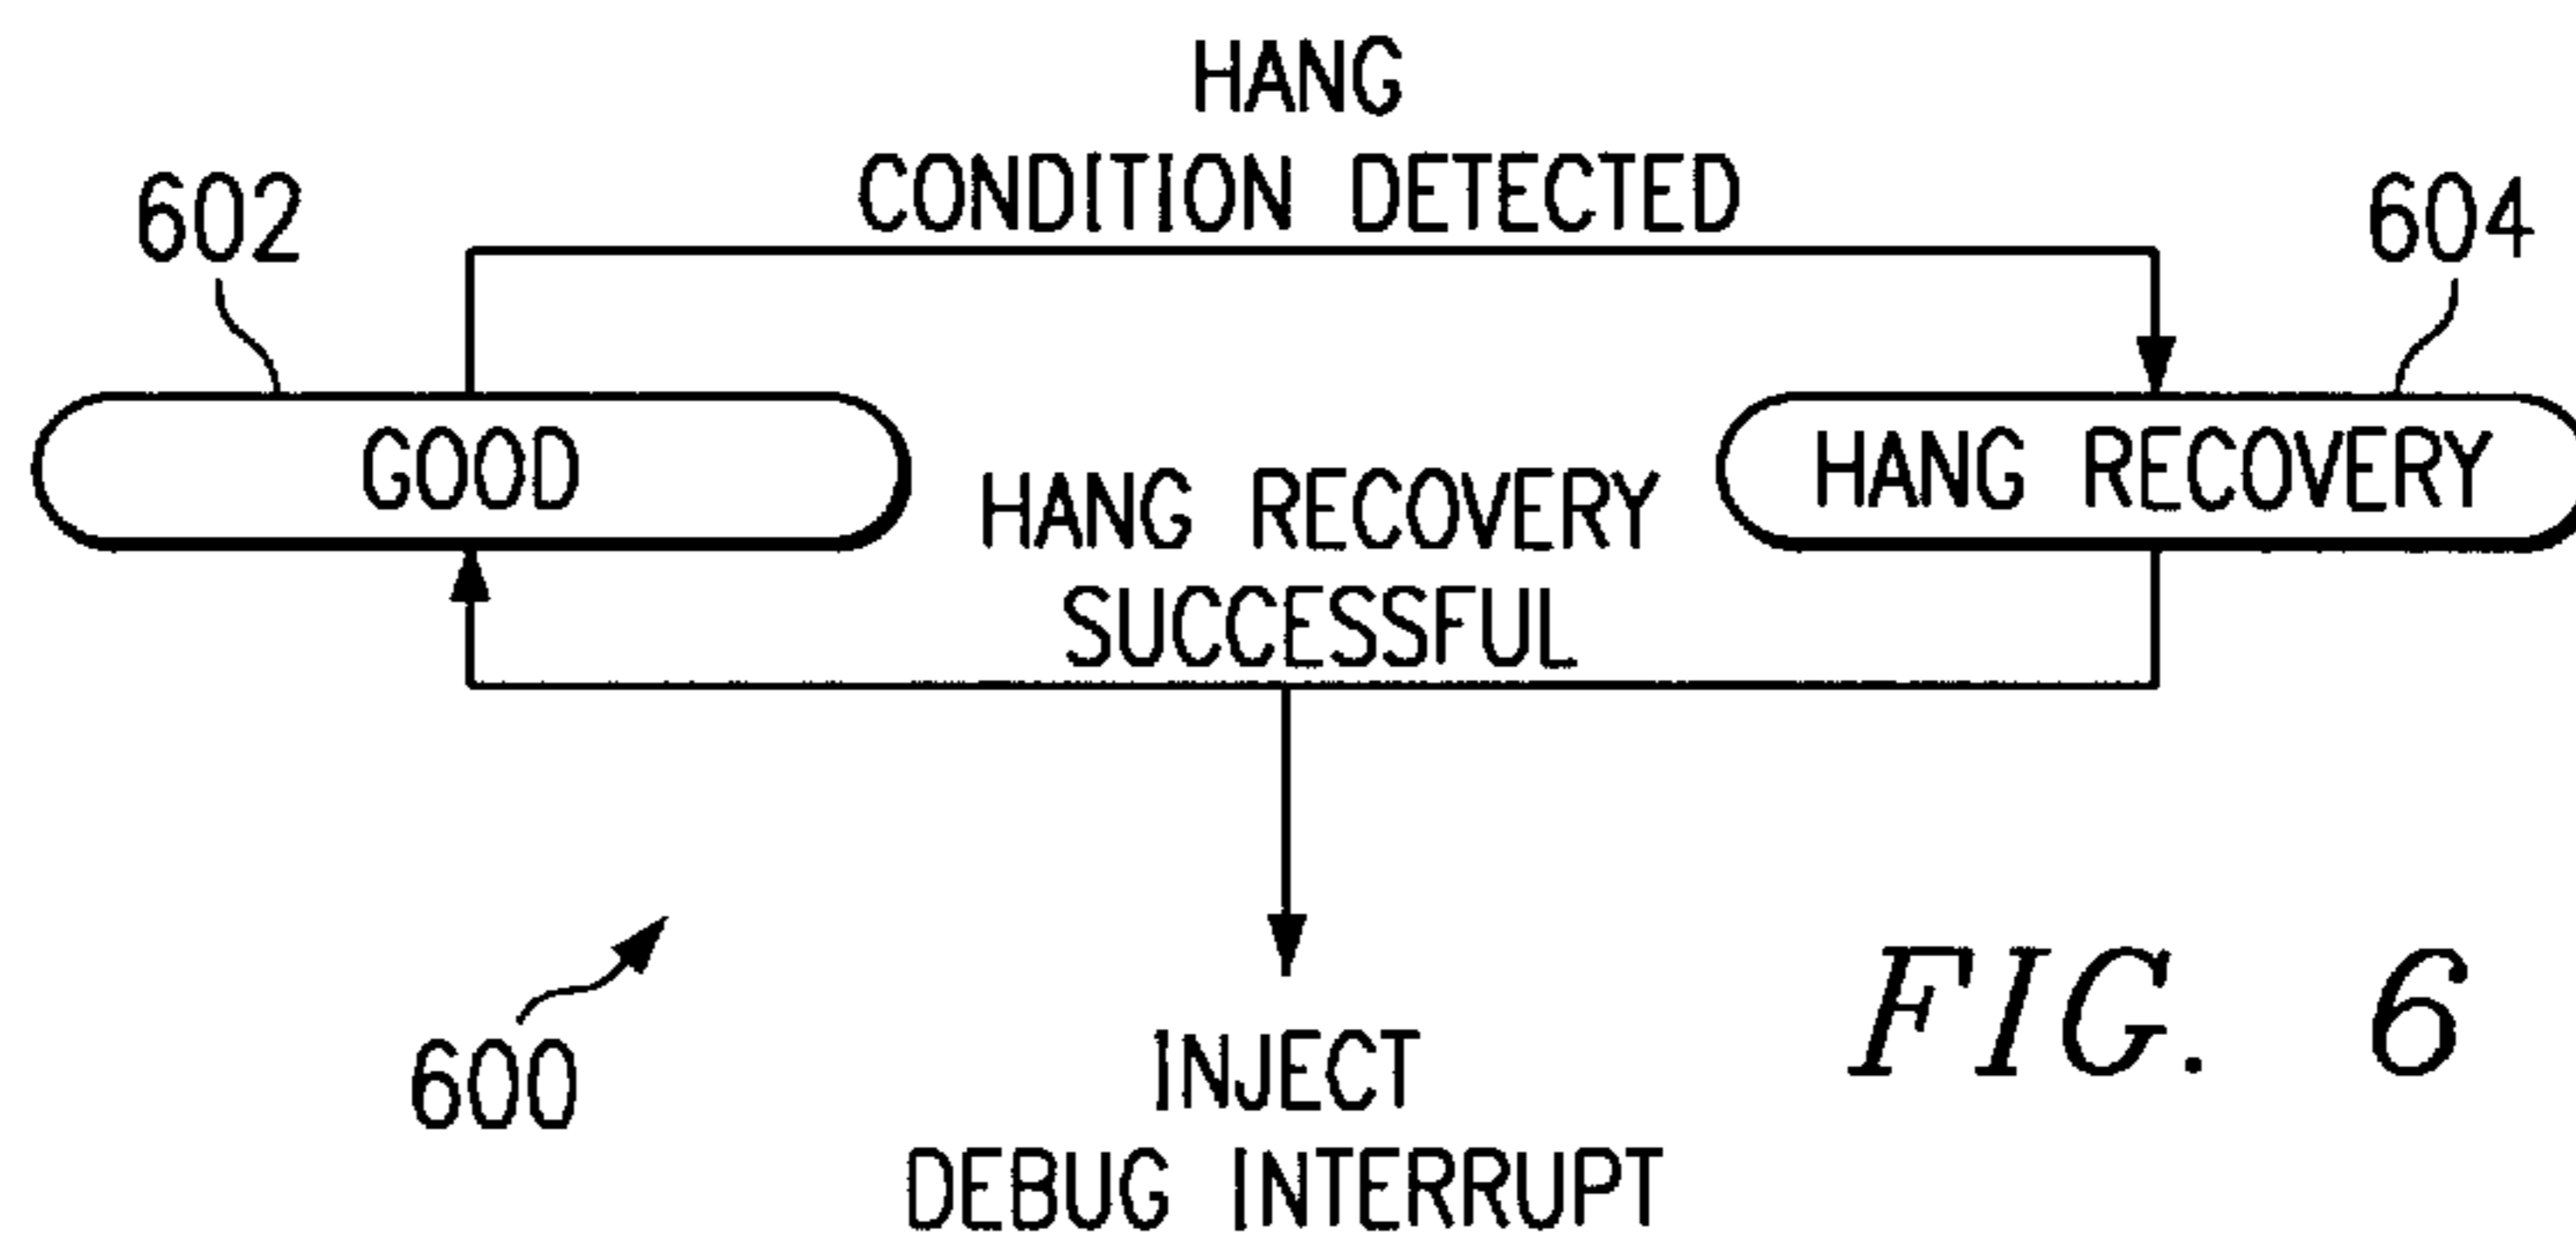 HANG
CONDITION DETECTED
602
604
GOOD
HANG RECOVERY
HANG RECOVERY
SUCCESSFUL
600
INJECT
DEBUG INTERRUPT
FIG. 6